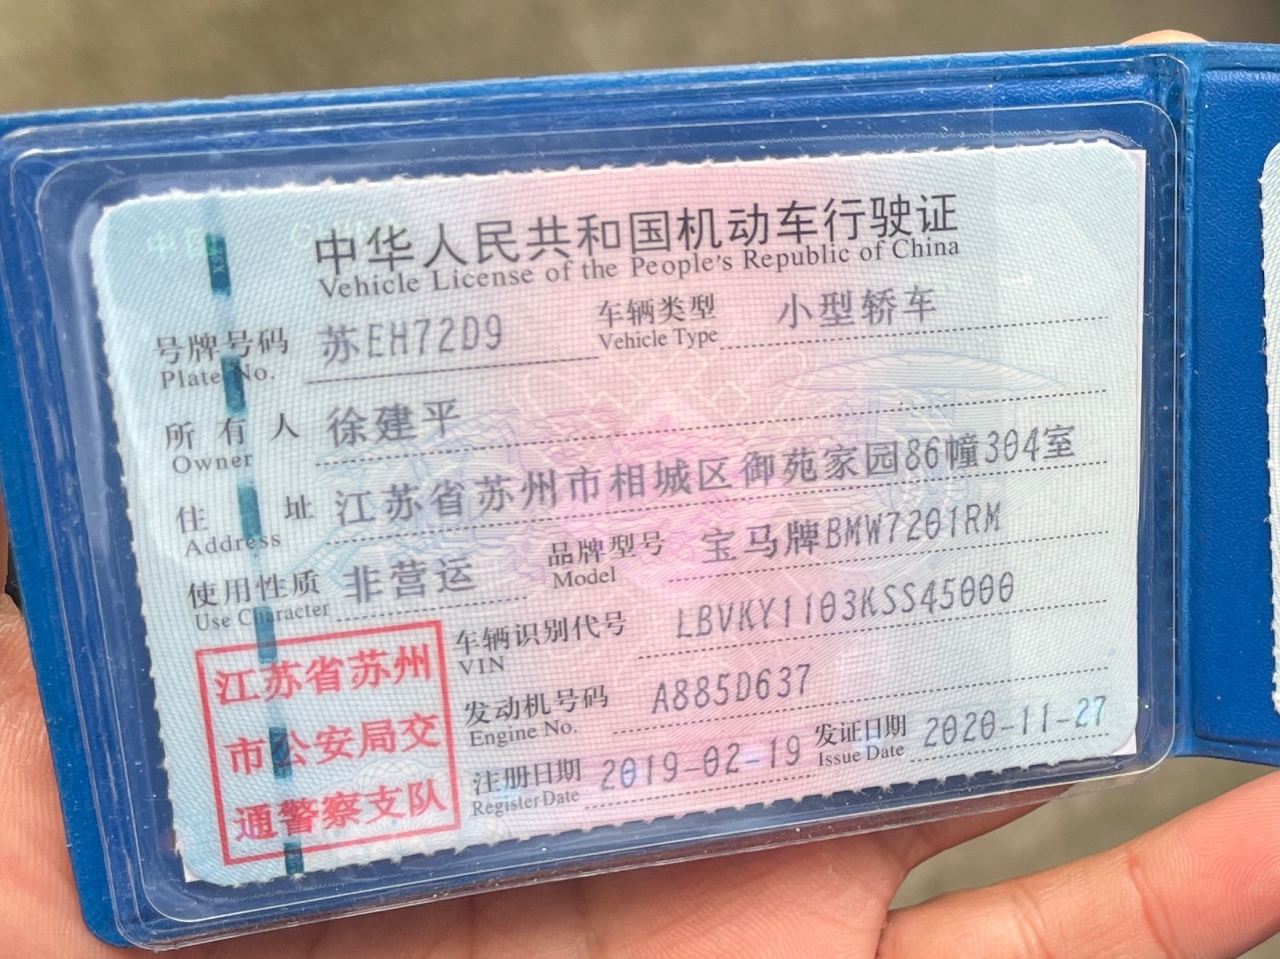 中华人民共和国机动车行驶证
Vehicle License of the People's Republic of China
号牌号码 苏EH72D9 车辆类型 小型轿车
Plate No. Vehicle Type
所有人 徐建平
Owner
住址 江苏省苏州市相城区御苑家园86幢304室
Address
使用性质 非营运 品牌型号 宝马牌BMW7201RM
Use Character Model
车辆识别代号 LBVKY1103KSS45000
VIN
发动机号码 A885D637
Engine No.
注册日期 2019-02-19 发证日期 2020-11-27
Register Date Issue Date
江苏省苏州
市公安局交
通警察支队